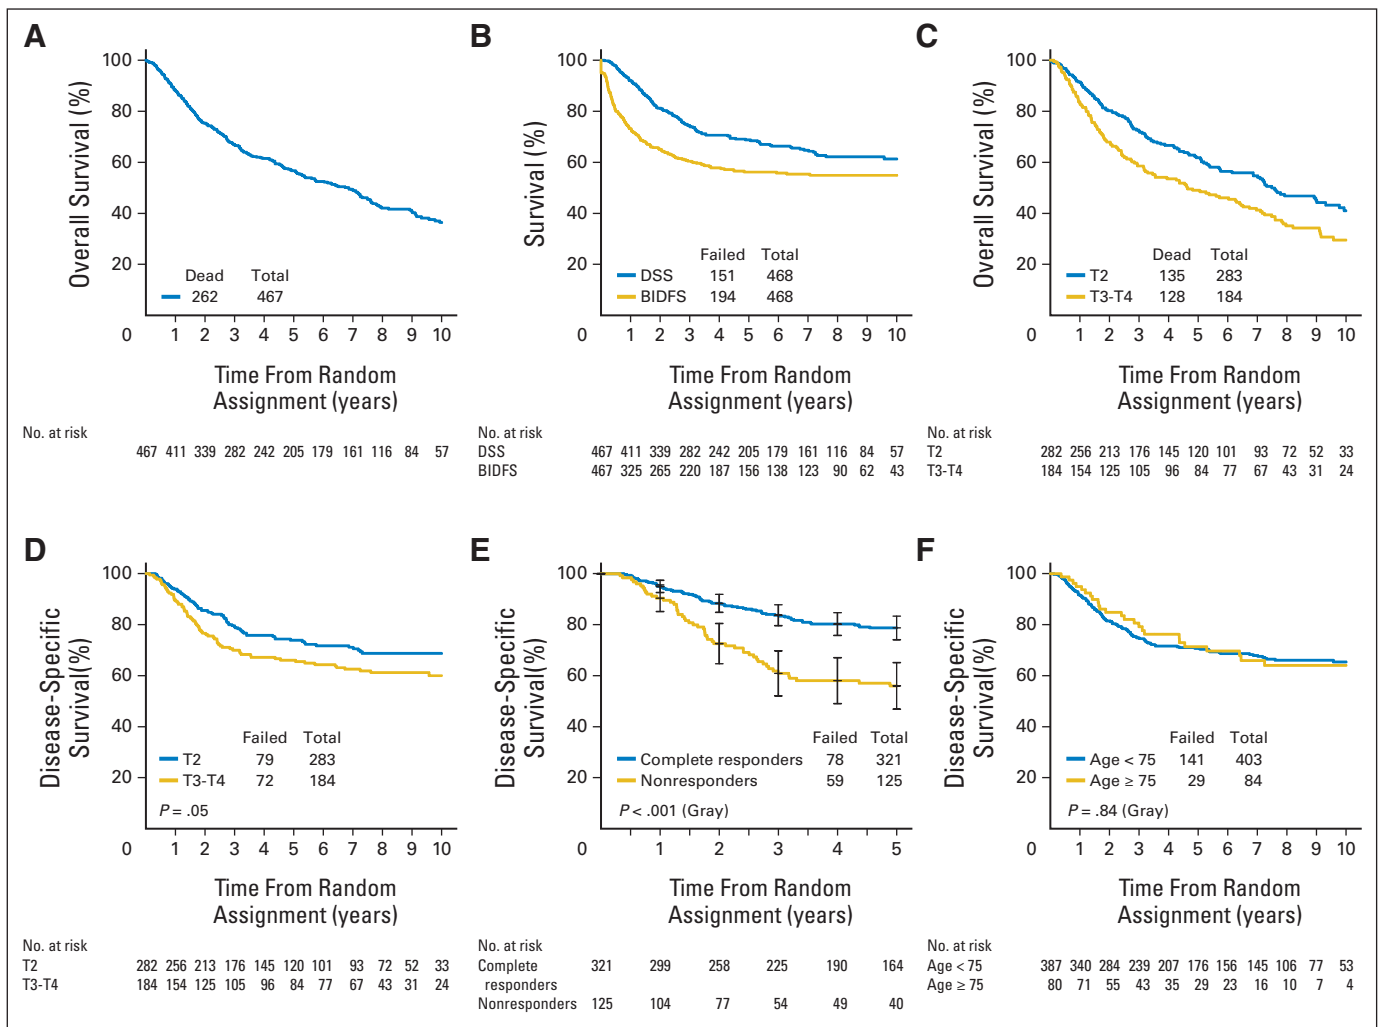 A
Overall Survival (%)
100
80
60
40
20
Dead Total
262 467
0 1 2 3 4 5 6 7 8 9 10
Time From Random
Assignment (years)
No. at risk
467 411 339 282 242 205 179 161 116 84 57
B
Survival (%)
100
80
60
40
20
Failed Total
DSS 151 468
BIDFS 194 468
0 1 2 3 4 5 6 7 8 9 10
Time From Random
Assignment (years)
No. at risk
DSS 467 411 339 282 242 205 179 161 116 84 57
BIDFS 467 325 265 220 187 156 138 123 90 62 43
C
Overall Survival (%)
100
80
60
40
20
Dead Total
T2 135 283
T3-T4 128 184
0 1 2 3 4 5 6 7 8 9 10
Time From Random
Assignment (years)
No. at risk
T2 282 256 213 176 145 120 101 93 72 52 33
T3-T4 184 154 125 105 96 84 77 67 43 31 24
D
Disease-Specific
Survival(%)
100
80
60
40
20
Failed Total
T2 79 283
T3-T4 72 184
P = .05
0 1 2 3 4 5 6 7 8 9 10
Time From Random
Assignment (years)
No. at risk
T2 282 256 213 176 145 120 101 93 72 52 33
T3-T4 184 154 125 105 96 84 77 67 43 31 24
E
Disease-Specific
Survival(%)
100
80
60
40
20
Failed Total
Complete responders 78 321
Nonresponders 59 125
P < .001 (Gray)
0 1 2 3 4 5
Time From Random
Assignment (years)
No. at risk
Complete 321 299 258 225 190 164
responders
Nonresponders 125 104 77 54 49 40
F
Disease-Specific
Survival(%)
100
80
60
40
20
Failed Total
Age < 75 141 403
Age ≥ 75 29 84
P = .84 (Gray)
0 1 2 3 4 5 6 7 8 9 10
Time From Random
Assignment (years)
No. at risk
Age < 75 387 340 284 239 207 176 156 145 106 77 53
Age ≥ 75 80 71 55 43 35 29 23 16 10 7 4